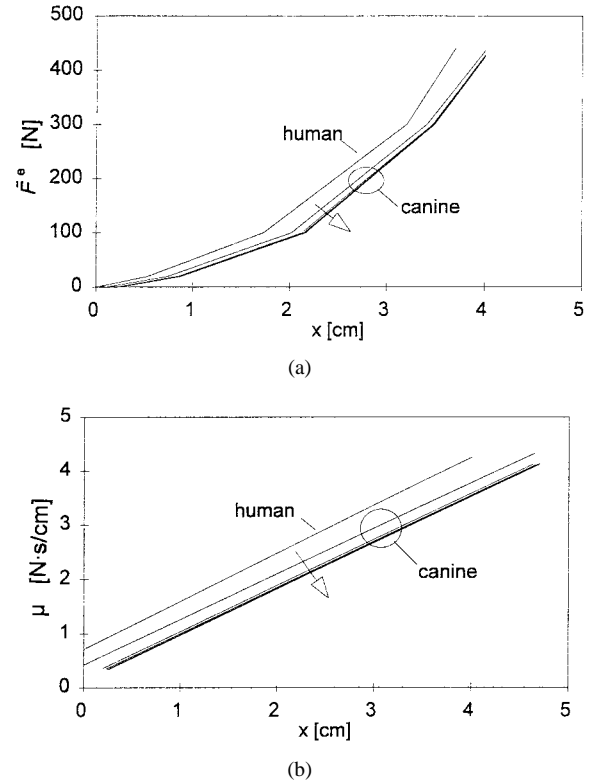 500
400
300
200
100
0
F̃ᵉ [N]
human
canine
0 1 2 3 4 5
x [cm]
(a)
5
4
3
2
1
0
μ [N·s/cm]
human
canine
0 1 2 3 4 5
x [cm]
(b)